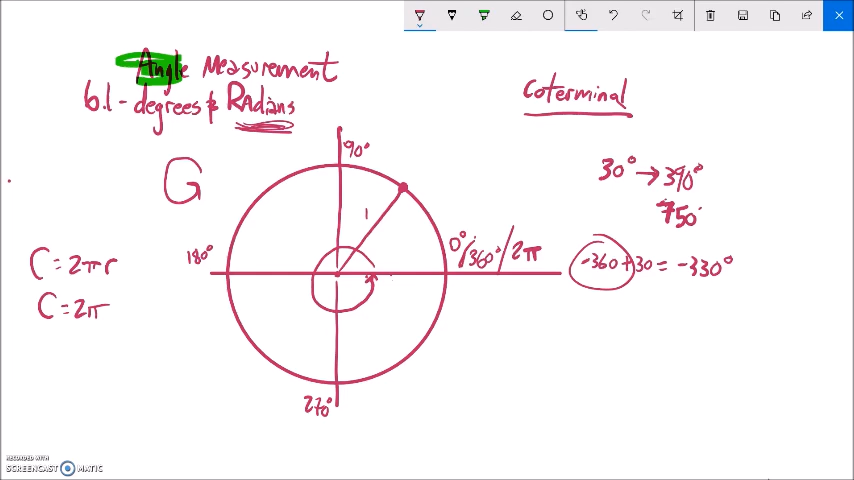 Angle Measurement
6.1 - degrees & Radians
Coterminal
90°
G
30° → 390°
750°
1
180°
0°/360°/2π
-360+30 = -330°
C = 2πr
C = 2π
270°
RECORDED WITH
SCREENCAST MATIC